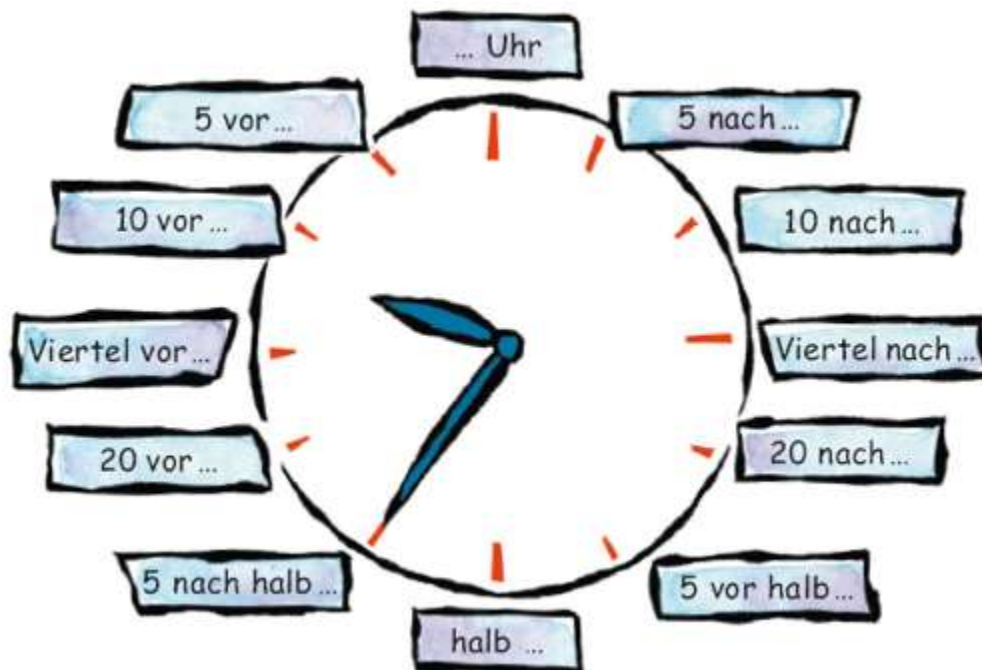 ... Uhr
5 vor ...
5 nach ...
10 vor ...
10 nach ...
Viertel vor ...
Viertel nach ...
20 vor ...
20 nach ...
5 nach halb ...
5 vor halb ...
halb ...